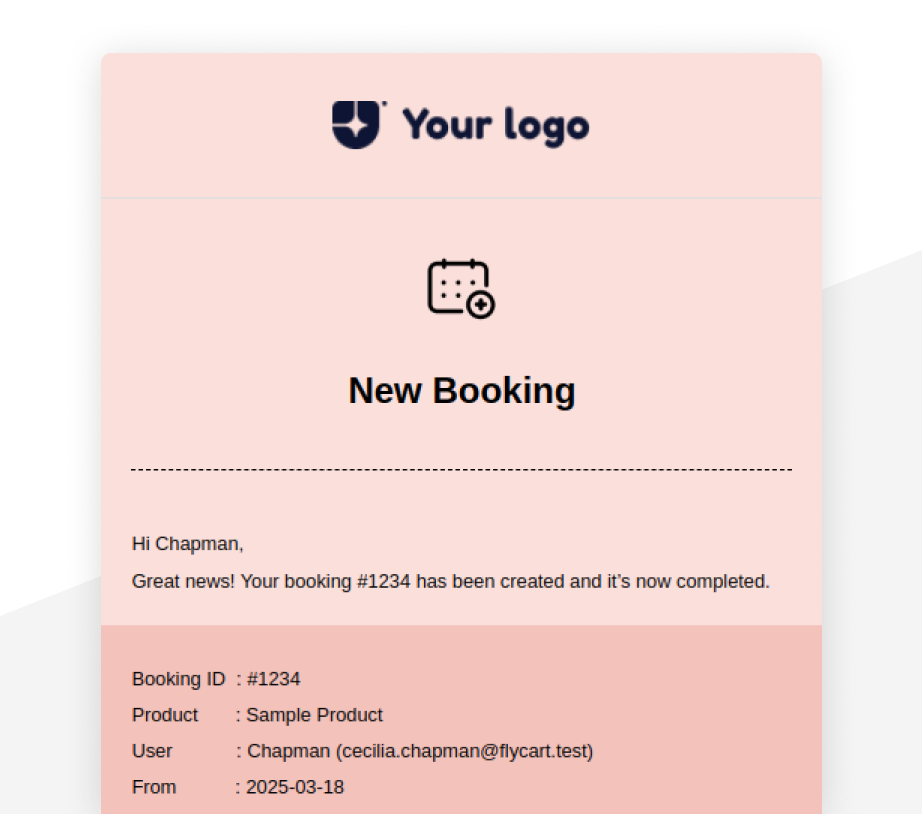 Your logo
New Booking
Hi Chapman,
Great news! Your booking #1234 has been created and it’s now completed.
Booking ID : #1234
Product : Sample Product
User : Chapman (cecilia.chapman@flycart.test)
From : 2025-03-18